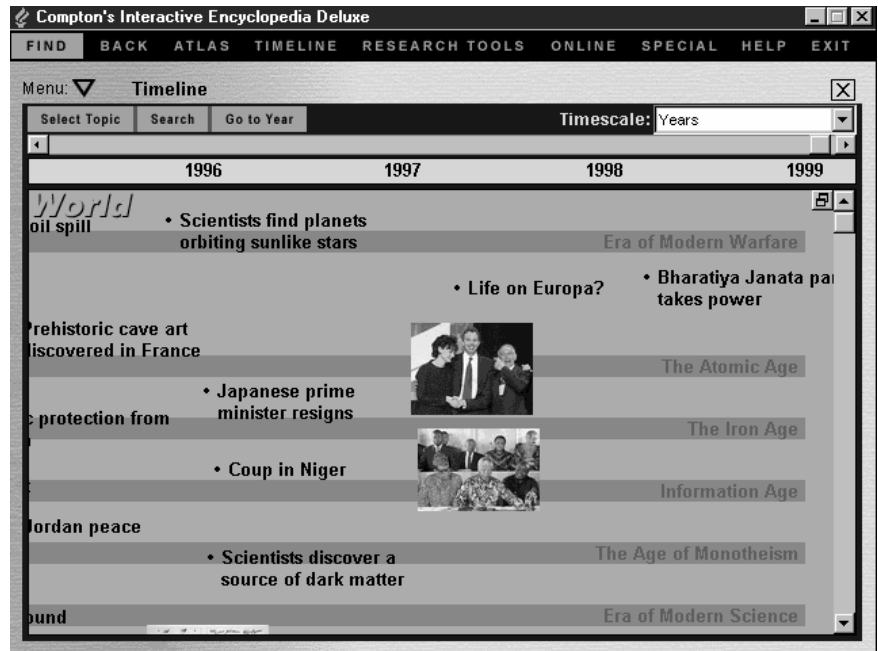 Compton's Interactive Encyclopedia Deluxe
FIND BACK ATLAS TIMELINE RESEARCH TOOLS ONLINE SPECIAL HELP EXIT
Menu: Timeline
Select Topic Search Go to Year Timescale: Years
1996 1997 1998 1999
World
oil spill
• Scientists find planets
orbiting sunlike stars
Era of Modern Warfare
• Life on Europa?
• Bharatiya Janata par
takes power
Prehistoric cave art
discovered in France
The Atomic Age
• Japanese prime
minister resigns
c protection from
The Iron Age
• Coup in Niger
Information Age
Jordan peace
• Scientists discover a
source of dark matter
The Age of Monotheism
ound
Era of Modern Science